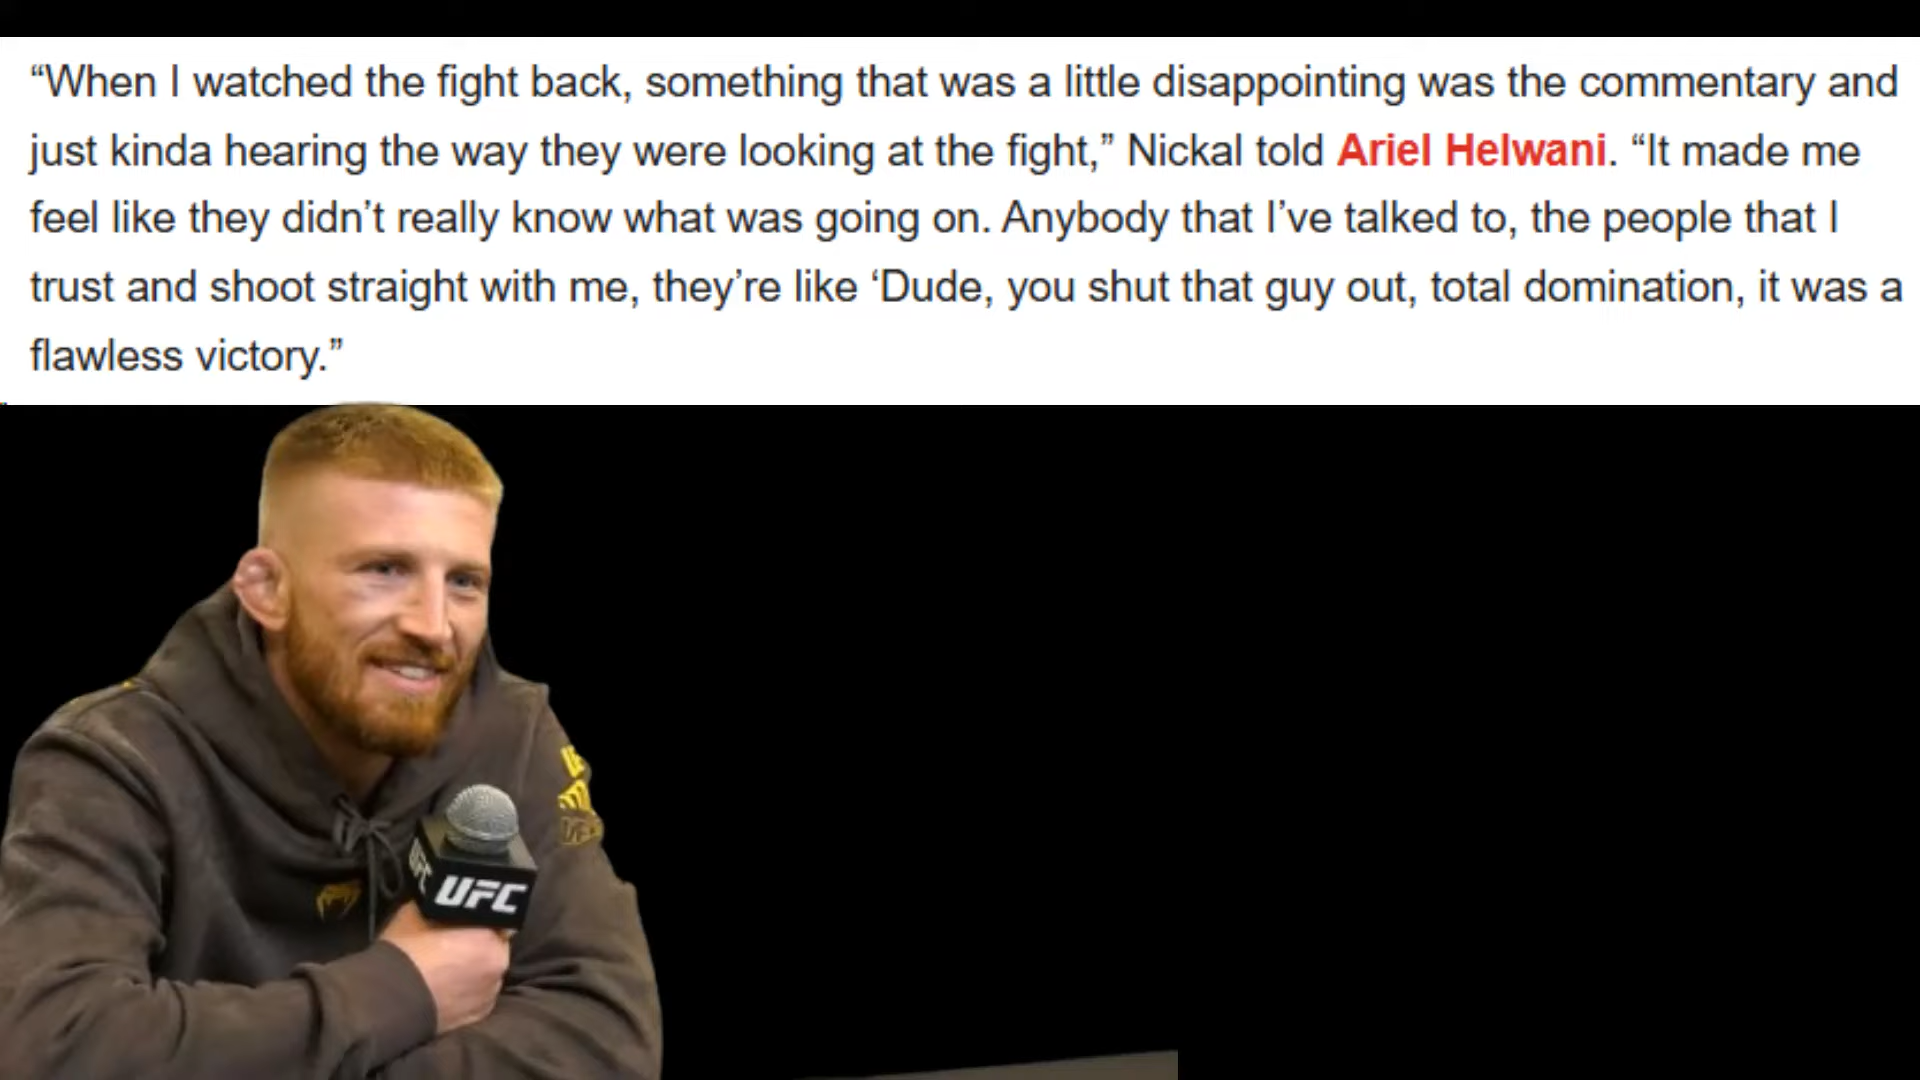 “When I watched the fight back, something that was a little disappointing was the commentary and
just kinda hearing the way they were looking at the fight,” Nickal told Ariel Helwani. “It made me
feel like they didn’t really know what was going on. Anybody that I’ve talked to, the people that I
trust and shoot straight with me, they’re like ‘Dude, you shut that guy out, total domination, it was a
flawless victory.”
UFC
UFC